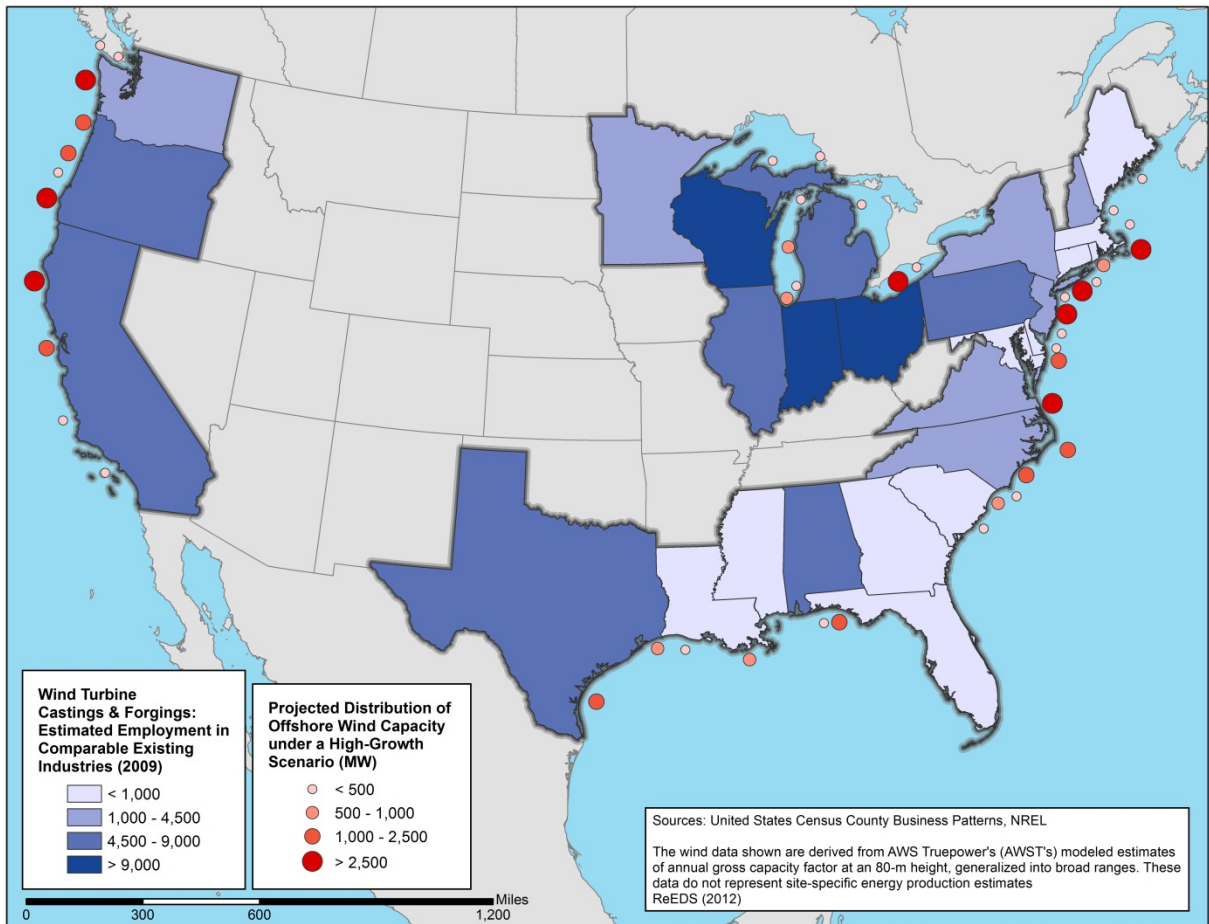 Wind Turbine
Castings & Forgings:
Estimated Employment in
Comparable Existing
Industries (2009)
< 1,000
1,000 - 4,500
4,500 - 9,000
> 9,000
Projected Distribution of
Offshore Wind Capacity
under a High-Growth
Scenario (MW)
< 500
500 - 1,000
1,000 - 2,500
> 2,500
Sources: United States Census County Business Patterns, NREL
The wind data shown are derived from AWS Truepower's (AWST's) modeled estimates
of annual gross capacity factor at an 80-m height, generalized into broad ranges. These
data do not represent site-specific energy production estimates
ReEDS (2012)
Miles
0 300 600 1,200